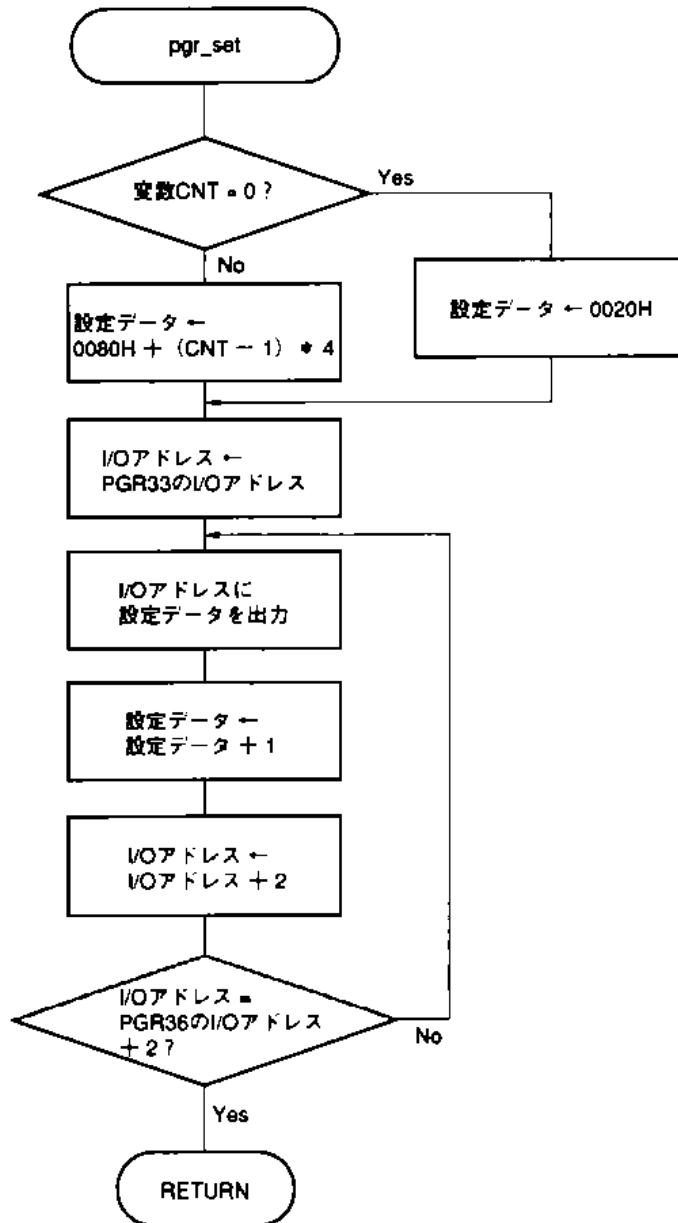 pgr_set
変数CNT = 0 ?
Yes
No
設定データ ←
0080H + (CNT − 1) * 4
設定データ ← 0020H
I/Oアドレス ←
PGR33のI/Oアドレス
I/Oアドレスに
設定データを出力
設定データ ←
設定データ + 1
I/Oアドレス ←
I/Oアドレス + 2
I/Oアドレス =
PGR36のI/Oアドレス
+ 2 ?
No
Yes
RETURN